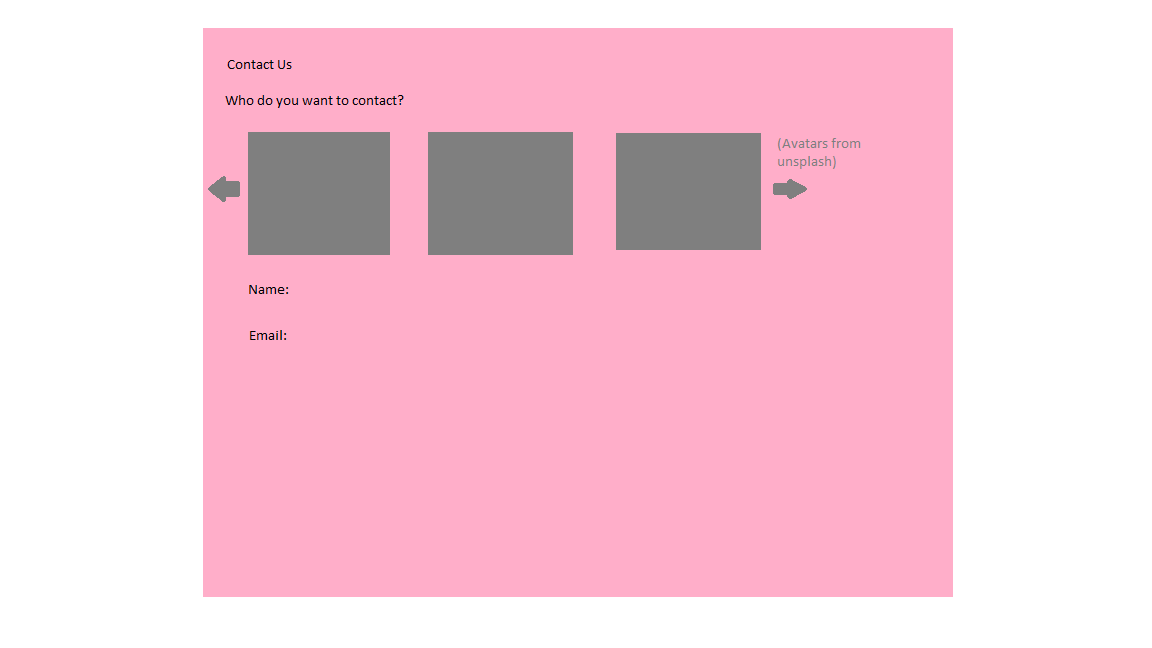 Contact Us
Who do you want to contact?
(Avatars from
unsplash)
Name:
Email: